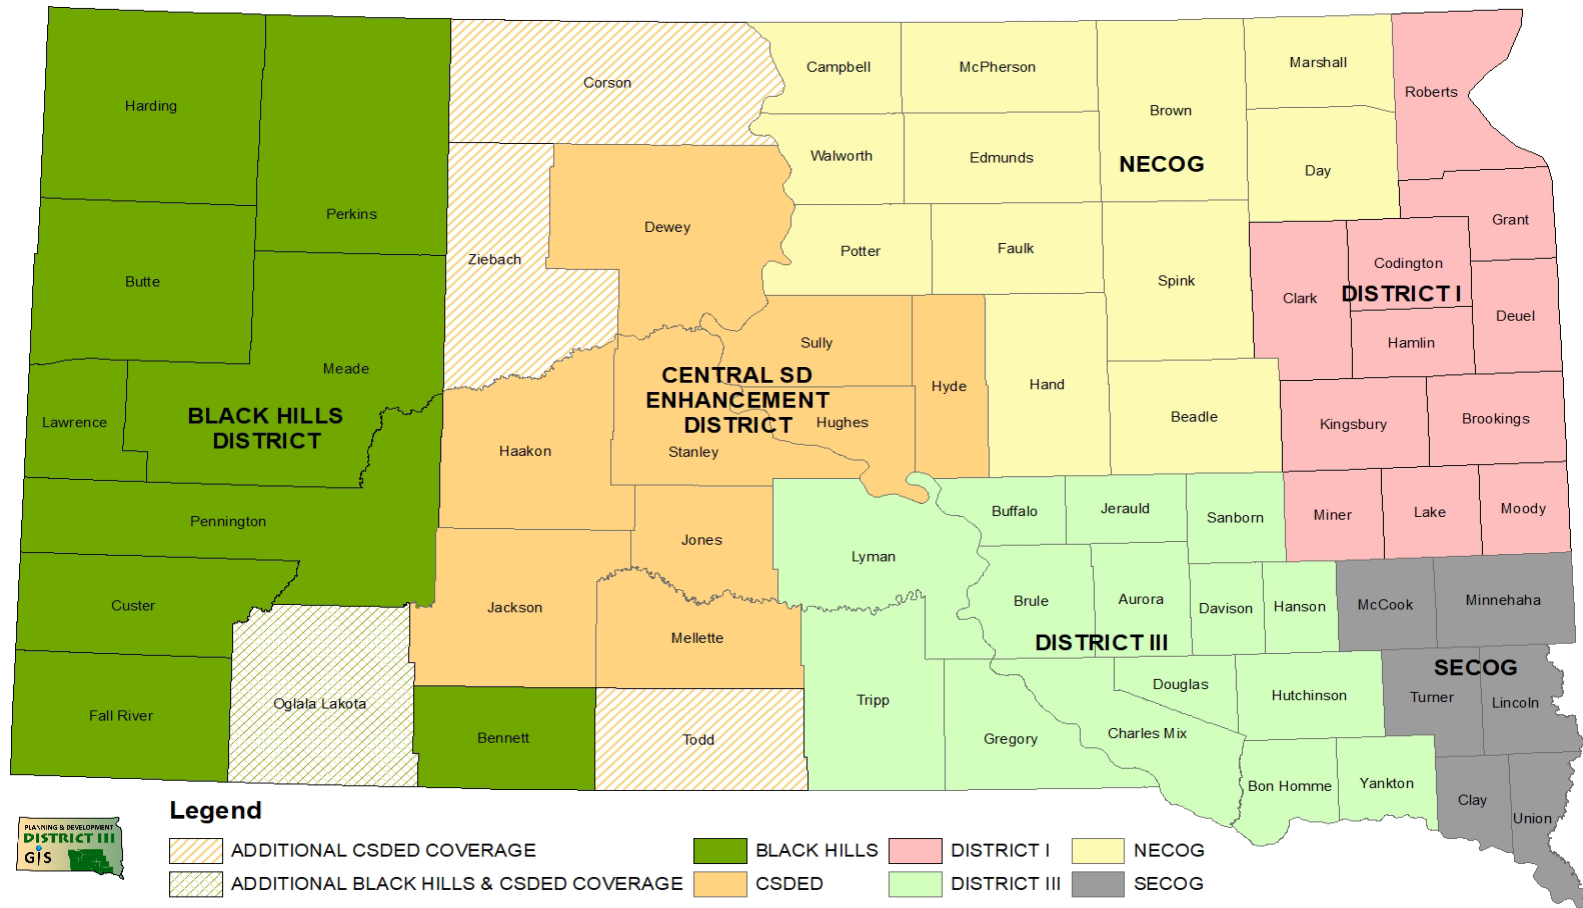 Harding
Perkins
Corson
Campbell
McPherson
Brown
Marshall
Roberts
Walworth
Edmunds
NECOG
Day
Grant
Butte
Ziebach
Dewey
Potter
Faulk
Spink
Clark
Codington
DISTRICT I
Hamlin
Deuel
Meade
Lawrence
BLACK HILLS
DISTRICT
Sully
CENTRAL SD
ENHANCEMENT
DISTRICT
Hyde
Hughes
Stanley
Haakon
Hand
Beadle
Kingsbury
Brookings
Pennington
Jones
Lyman
Buffalo
Jerauld
Sanborn
Miner
Lake
Moody
Custer
Jackson
Mellette
Brule
Aurora
Davison
Hanson
McCook
Minnehaha
DISTRICT III
SECOG
Fall River
Oglala Lakota
Bennett
Todd
Tripp
Gregory
Douglas
Charles Mix
Hutchinson
Turner
Lincoln
Bon Homme
Yankton
Clay
Union
PLANNING & DEVELOPMENT
DISTRICT III
GIS
Legend
ADDITIONAL CSDED COVERAGE
ADDITIONAL BLACK HILLS & CSDED COVERAGE
BLACK HILLS
CSDED
DISTRICT I
DISTRICT III
NECOG
SECOG